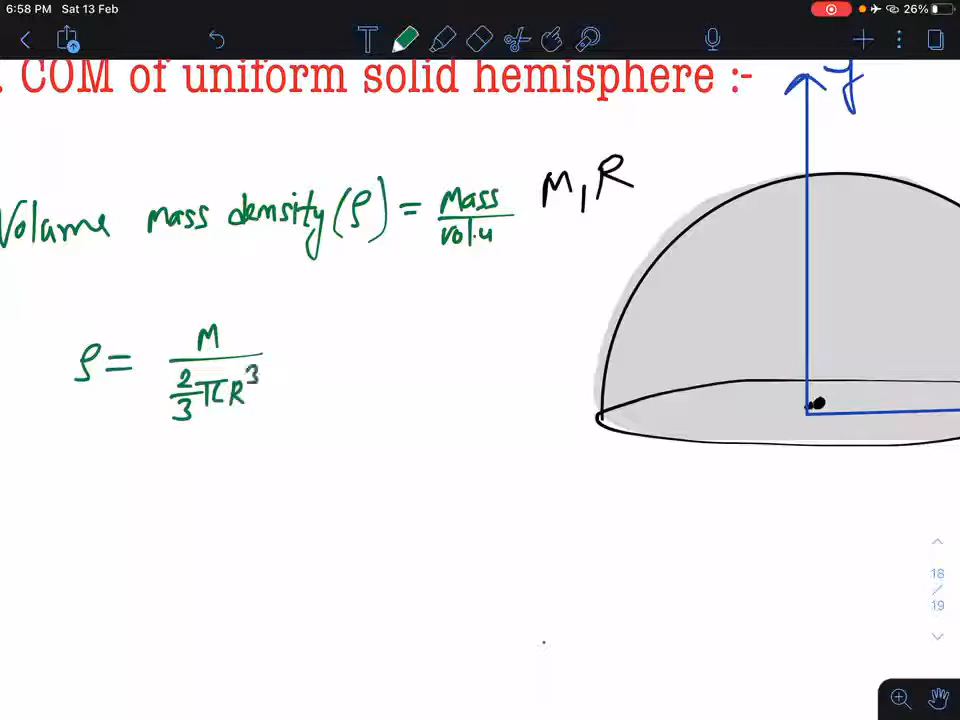 6:58 PM Sat 13 Feb 26%
. COM of uniform solid hemisphere :-
y
Volume mass density (ρ) = Mass / vol.u
M, R
ρ = M / 2/3 πR³
18
/
19